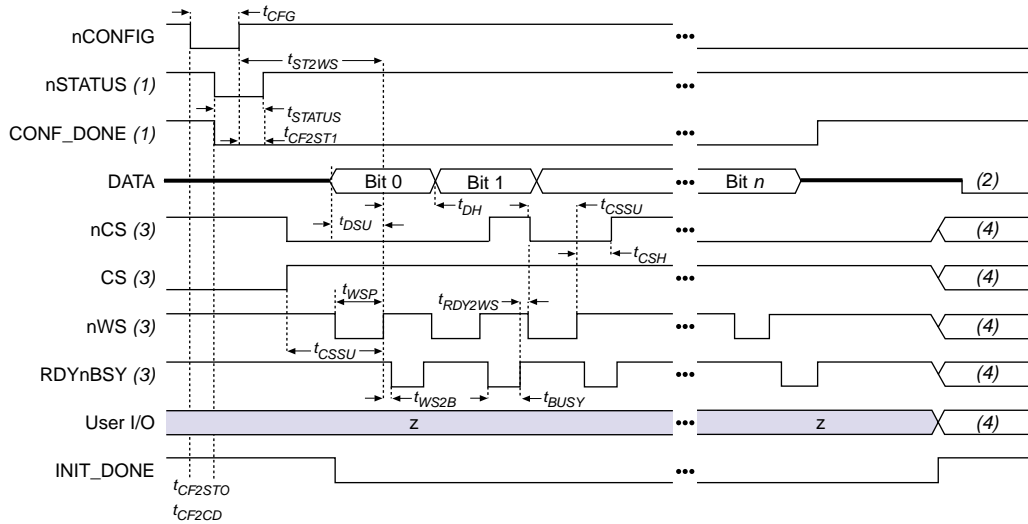 tCFG
nCONFIG
•••
tST2WS
nSTATUS (1)
•••
tSTATUS
CONF_DONE (1)
tCF2ST1
•••
DATA
Bit 0
Bit 1
•••
Bit n
(2)
tDH
tCSSU
nCS (3)
tDSU
•••
(4)
tCSH
CS (3)
•••
(4)
tWSP
tRDY2WS
nWS (3)
•••
(4)
tCSSU
RDYnBSY (3)
•••
(4)
tWS2B
tBUSY
User I/O
z
•••
z
(4)
INIT_DONE
•••
tCF2STO
tCF2CD